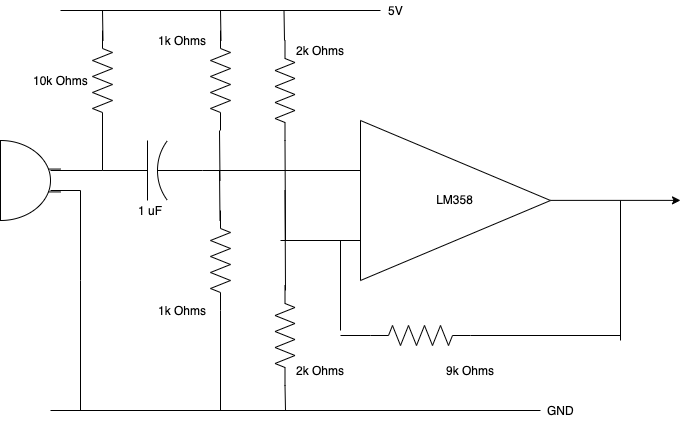 5V
1k Ohms
2k Ohms
10k Ohms
LM358
1 uF
1k Ohms
2k Ohms
9k Ohms
GND